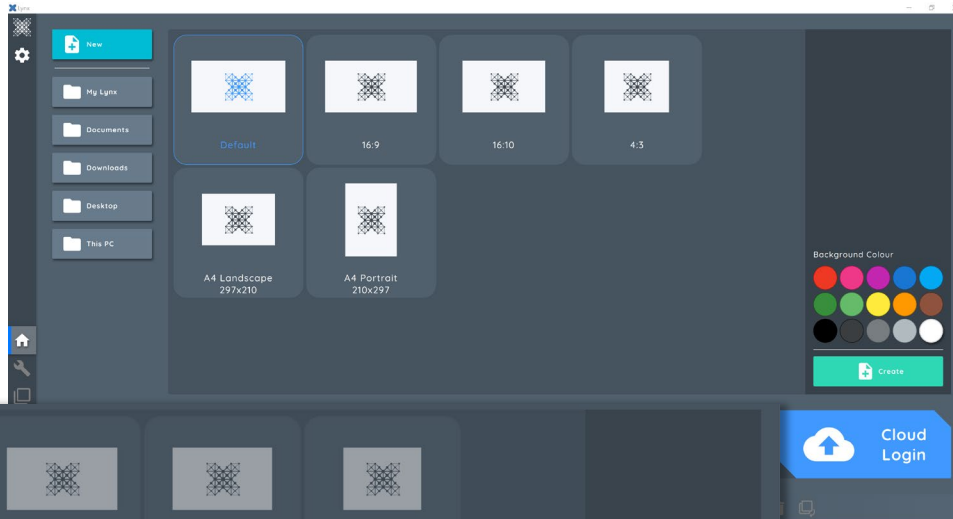 Lynx
New
My Lynx
Documents
Downloads
Desktop
This PC
Default
16:9
16:10
4:3
A4 Landscape
297x210
A4 Portrait
210x297
Background Colour
Create
Cloud
Login